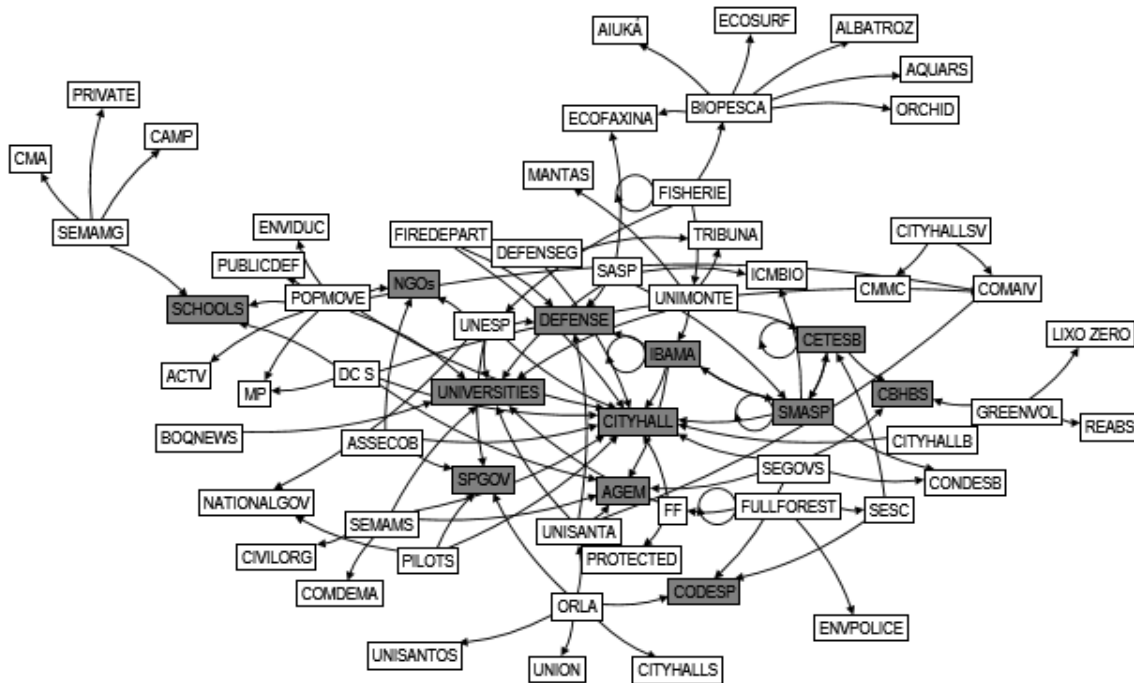 ECOSURF
AIUKÁ
ALBATROZ
AQUARS
PRIVATE
BIOPESCA
ORCHID
ECOFAXINA
CAMP
CMA
MANTAS
FISHERIE
SEMAMG
ENVIDUC
FIREDEPART
TRIBUNA
CITYHALLSV
DEFENSEG
PUBLICDEF
SASP
ICMBIO
NGOs
POPMOVE
UNIMONTE
CMMC
COMAIV
SCHOOLS
UNESP
DEFENSE
CETESB
LIXO ZERO
IBAMA
ACTV
MP
DC S
UNIVERSITIES
CBHBS
SMASP
GREENVOL
CITYHALL
REABS
BOQNEWS
ASSECOB
CITYHALLB
SEGOVS
SPGOV
CONDESB
AGEM
NATIONALGOV
FULLFOREST
SESC
FF
SEMAMS
UNISANTA
CIVILORG
PILOTS
PROTECTED
COMDEMA
CODESP
ORLA
ENVPOLICE
UNISANTOS
UNION
CITYHALLS